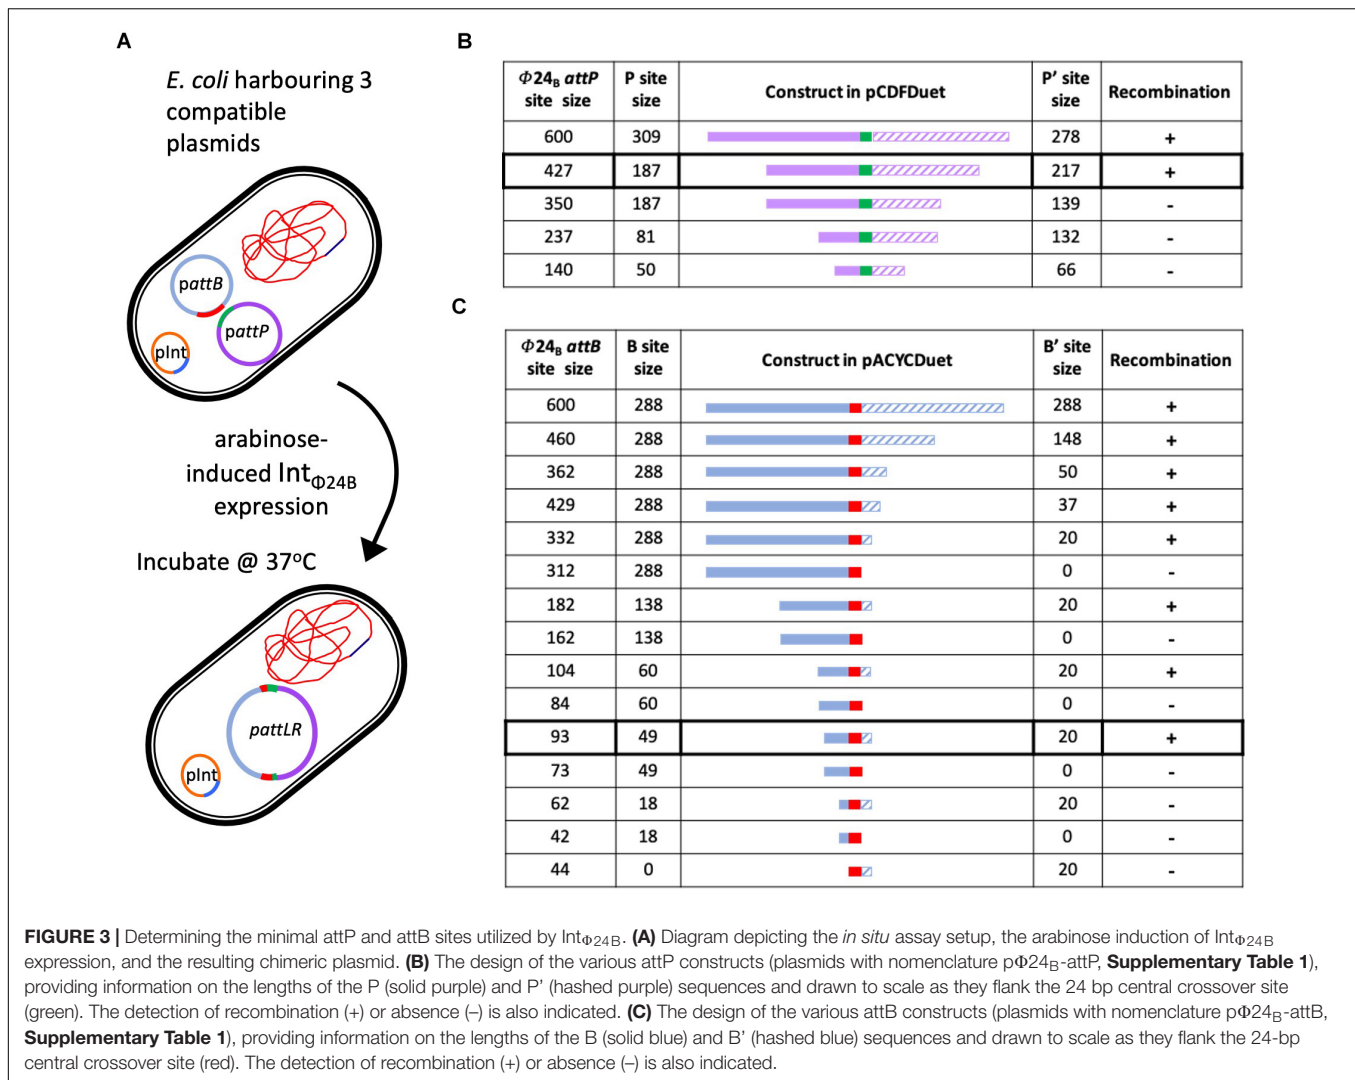 A
E. coli harbouring 3
compatible
plasmids
pattB
pattP
pInt
arabinose-
induced IntΦ24B
expression
Incubate @ 37°C
pattLR
pInt
B
Φ24B attP site size | P site size | Construct in pCDFDuet | P' site size | Recombination
600 | 309 | 278 | +
427 | 187 | 217 | +
350 | 187 | 139 | -
237 | 81 | 132 | -
140 | 50 | 66 | -
C
Φ24B attB site size | B site size | Construct in pACYCDuet | B' site size | Recombination
600 | 288 | 288 | +
460 | 288 | 148 | +
362 | 288 | 50 | +
429 | 288 | 37 | +
332 | 288 | 20 | +
312 | 288 | 0 | -
182 | 138 | 20 | +
162 | 138 | 0 | -
104 | 60 | 20 | +
84 | 60 | 0 | -
93 | 49 | 20 | +
73 | 49 | 0 | -
62 | 18 | 20 | -
42 | 18 | 0 | -
44 | 0 | 20 | -
FIGURE 3 | Determining the minimal attP and attB sites utilized by IntΦ24B. (A) Diagram depicting the in situ assay setup, the arabinose induction of IntΦ24B
expression, and the resulting chimeric plasmid. (B) The design of the various attP constructs (plasmids with nomenclature pΦ24B-attP, Supplementary Table 1),
providing information on the lengths of the P (solid purple) and P' (hashed purple) sequences and drawn to scale as they flank the 24 bp central crossover site
(green). The detection of recombination (+) or absence (–) is also indicated. (C) The design of the various attB constructs (plasmids with nomenclature pΦ24B-attB,
Supplementary Table 1), providing information on the lengths of the B (solid blue) and B' (hashed blue) sequences and drawn to scale as they flank the 24-bp
central crossover site (red). The detection of recombination (+) or absence (–) is also indicated.